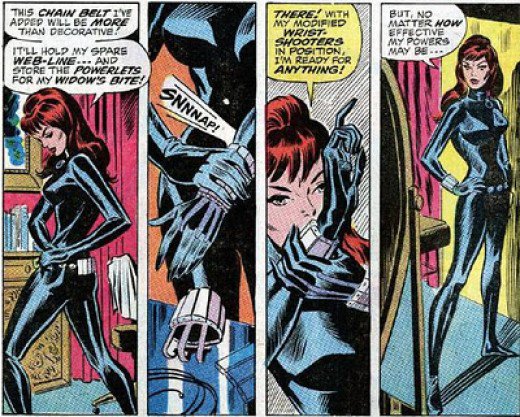 THIS CHAIN BELT I'VE
ADDED WILL BE MORE
THAN DECORATIVE!
IT'LL HOLD MY SPARE
WEB-LINE--- AND
STORE THE POWERLETS
FOR MY WIDOW'S BITE!
SNNNAP!
THERE! WITH
MY MODIFIED
WRIST-
SHOOTERS
IN POSITION,
I'M READY FOR
ANYTHING!
BUT, NO
MATTER HOW
EFFECTIVE
MY POWERS
MAY BE---